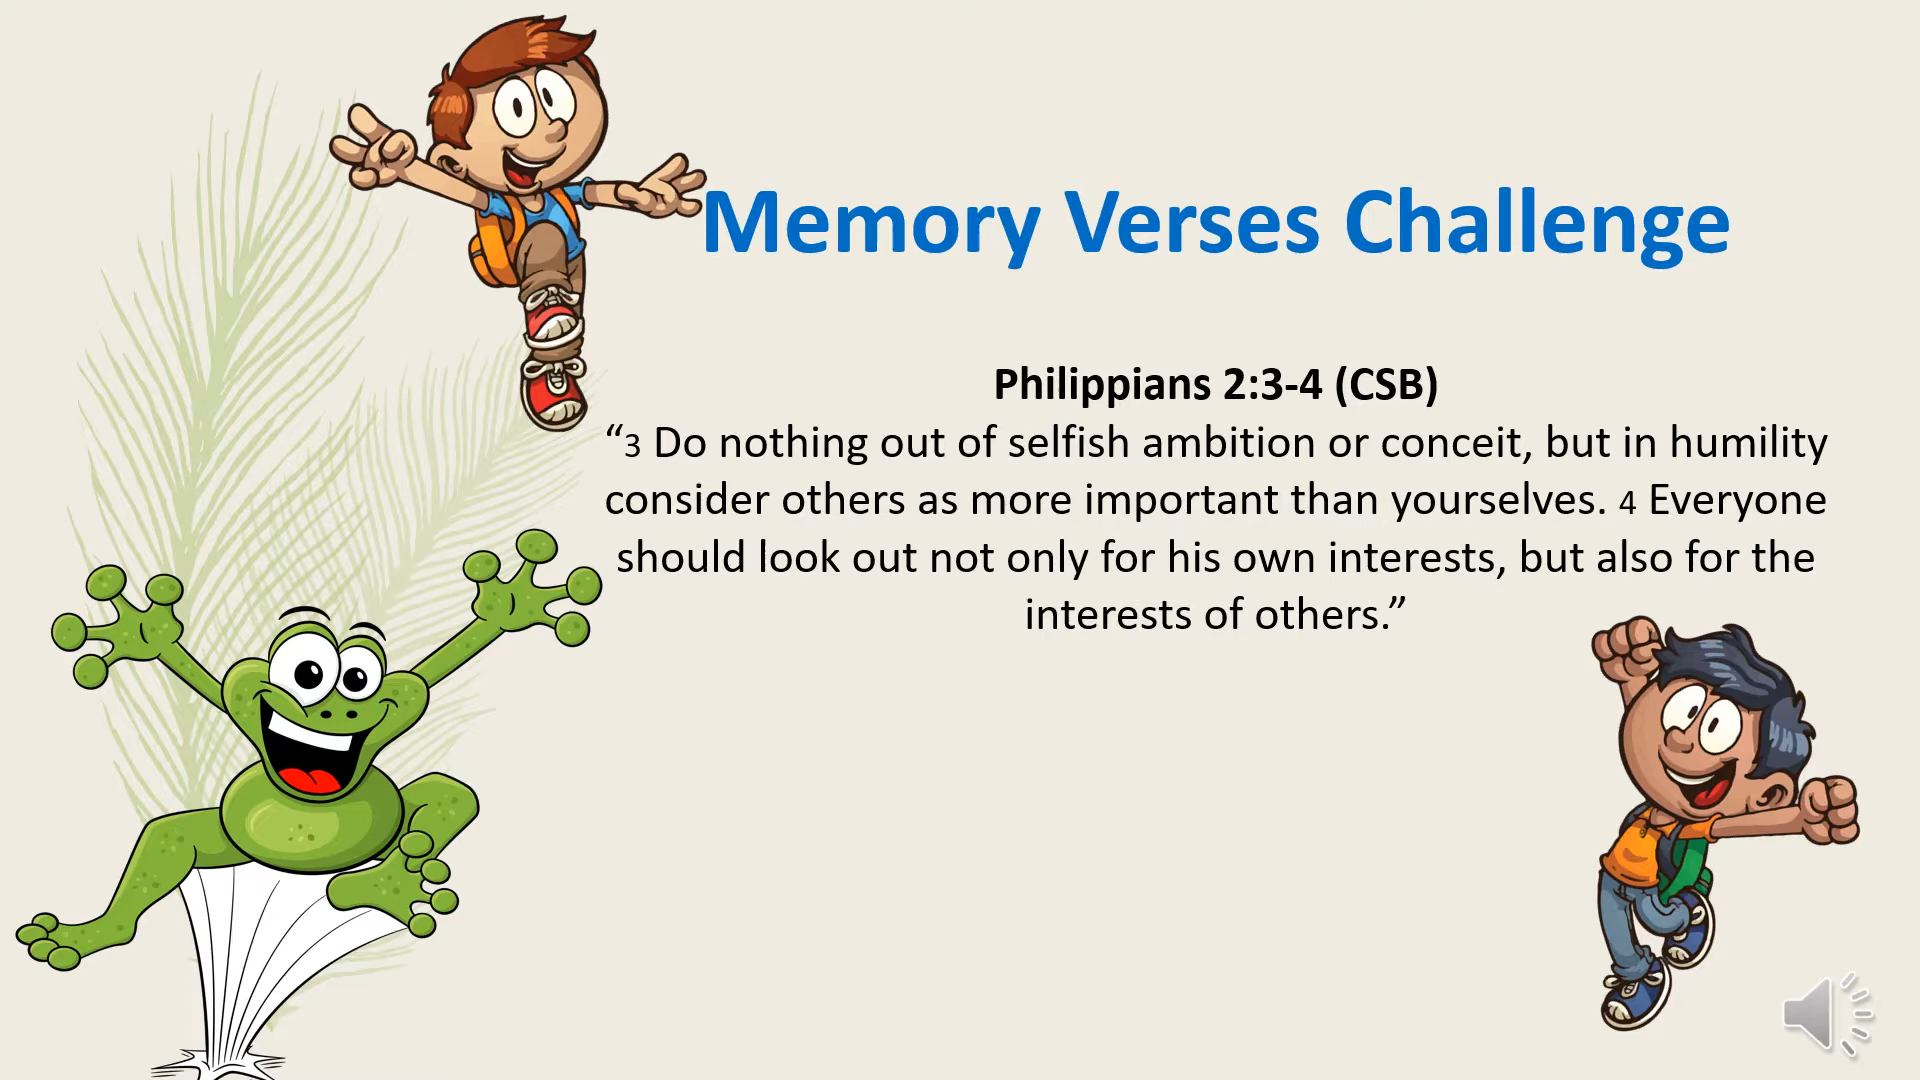 Memory Verses Challenge
Philippians 2:3-4 (CSB)
“3 Do nothing out of selfish ambition or conceit, but in humility
consider others as more important than yourselves. 4 Everyone
should look out not only for his own interests, but also for the
interests of others.”